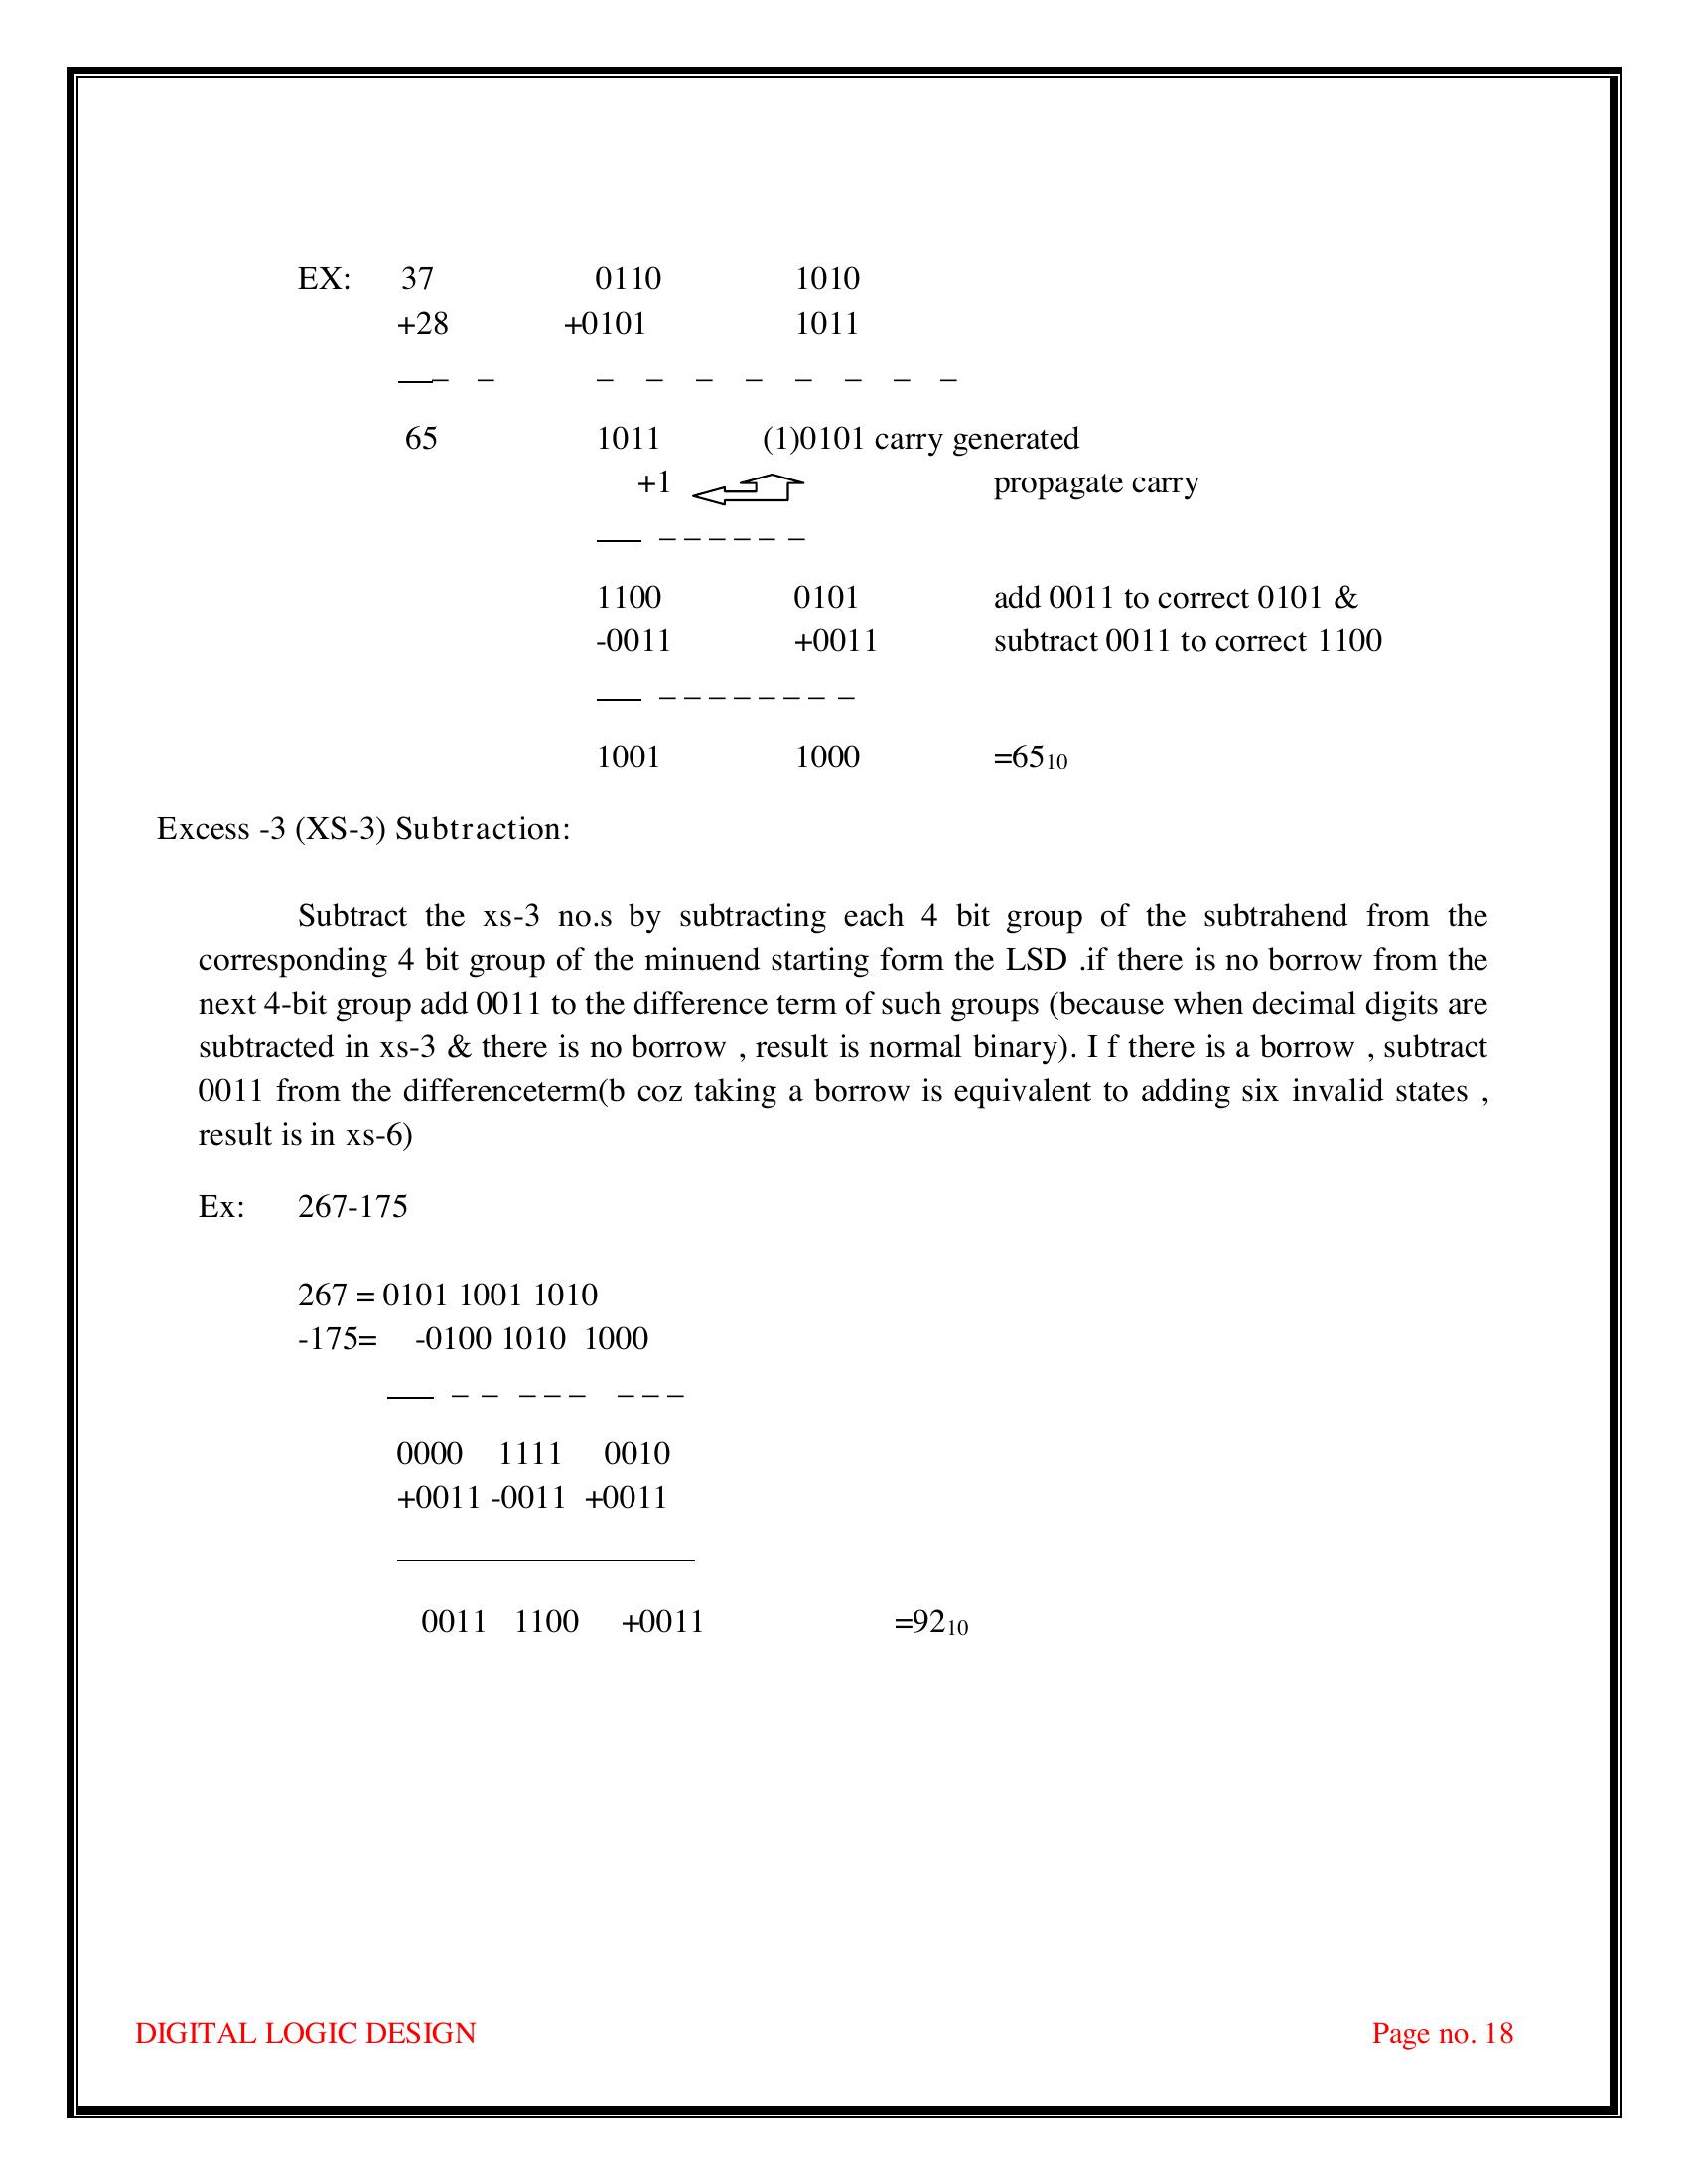 EX: 37 0110 1010
+28 +0101 1011
65 1011 (1)0101 carry generated
+1 propagate carry
1100 0101 add 0011 to correct 0101 &
-0011 +0011 subtract 0011 to correct 1100
1001 1000 =65₁₀
Excess -3 (XS-3) Subtraction:
Subtract the xs-3 no.s by subtracting each 4 bit group of the subtrahend from the
corresponding 4 bit group of the minuend starting form the LSD .if there is no borrow from the
next 4-bit group add 0011 to the difference term of such groups (because when decimal digits are
subtracted in xs-3 & there is no borrow , result is normal binary). I f there is a borrow , subtract
0011 from the differenceterm(b coz taking a borrow is equivalent to adding six invalid states ,
result is in xs-6)
Ex: 267-175
267 = 0101 1001 1010
-175= -0100 1010 1000
0000 1111 0010
+0011 -0011 +0011
0011 1100 +0011 =92₁₀
DIGITAL LOGIC DESIGN Page no. 18